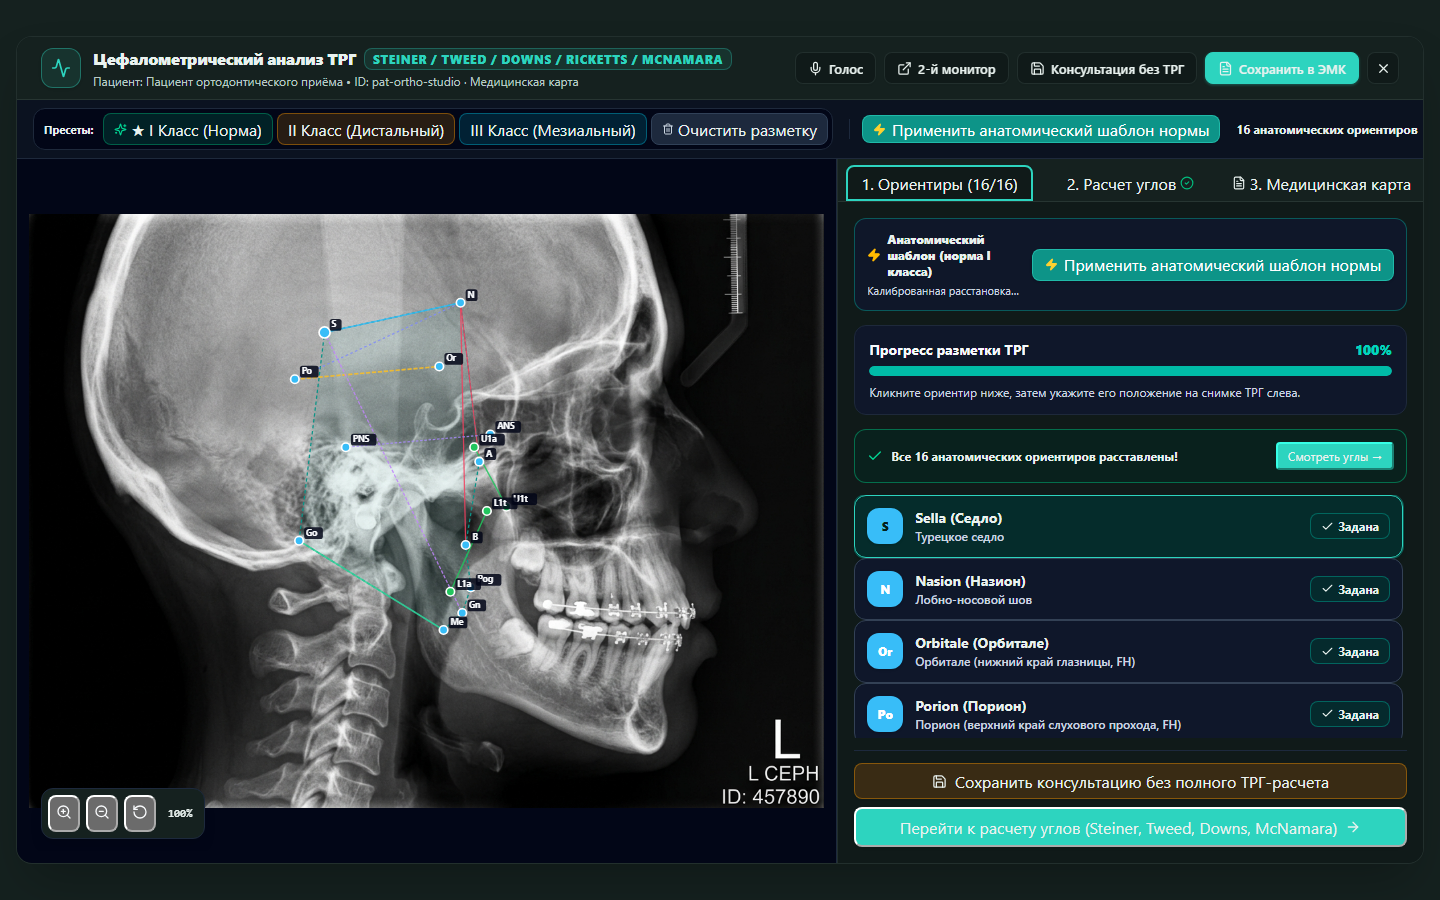 Цефалометрический анализ ТРГ
STEINER / TWEED / DOWNS / RICKETTS / MCNAMARA
Пациент: Пациент ортодонтического приёма • ID: pat-ortho-studio · Медицинская карта
Голос
2-й монитор
Консультация без ТРГ
Сохранить в ЭМК
Пресеты:
★ I Класс (Норма)
II Класс (Дистальный)
III Класс (Мезиальный)
Очистить разметку
Применить анатомический шаблон нормы
16 анатомических ориентиров
1. Ориентиры (16/16)
2. Расчет углов
3. Медицинская карта
Анатомический
шаблон (норма I
класса)
Калиброванная расстановка...
Применить анатомический шаблон нормы
Прогресс разметки ТРГ
100%
Кликните ориентир ниже, затем укажите его положение на снимке ТРГ слева.
Все 16 анатомических ориентиров расставлены!
Смотреть углы →
S
Sella (Седло)
Турецкое седло
Задана
N
Nasion (Назион)
Лобно-носовой шов
Задана
Or
Orbitale (Орбитале)
Орбитале (нижний край глазницы, FH)
Задана
Po
Porion (Порион)
Порион (верхний край слухового прохода, FH)
Задана
Сохранить консультацию без полного ТРГ-расчета
Перейти к расчету углов (Steiner, Tweed, Downs, McNamara) →
N
S
Or
Po
ANS
PNS
U1a
A
L1t
U1t
Go
B
L1a
Pog
Gn
Me
L
L CEPH
ID: 457890
100%